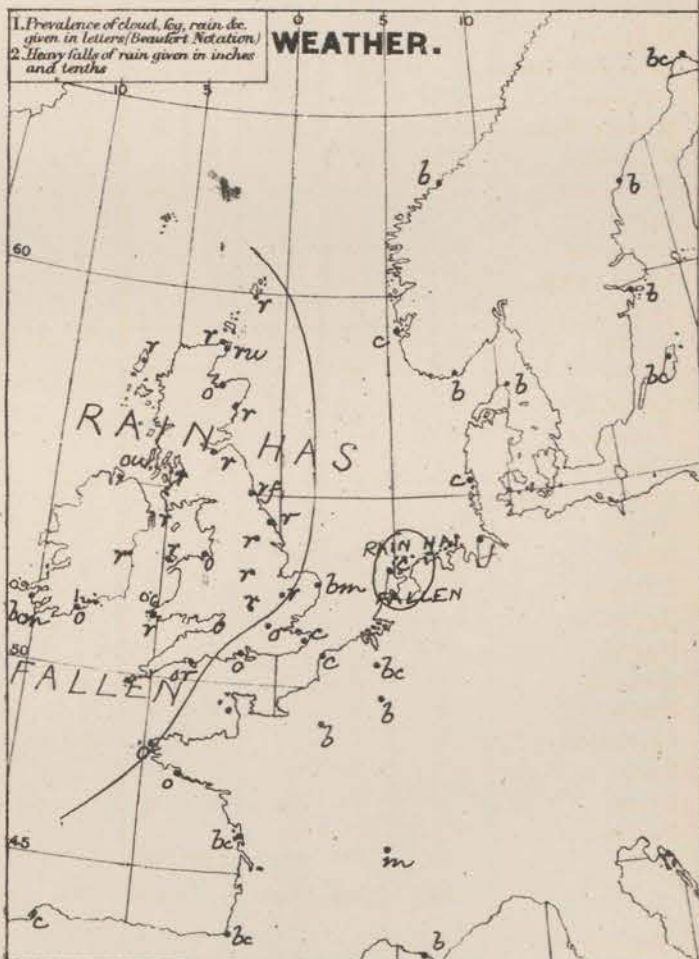 1. Prevalence of cloud, fog, rain &c.
given in letters (Beaufort Notation)
2. Heavy falls of rain given in inches
and tenths
WEATHER.
10 5 0 5 10
bc
b
b
60
r
b
c
r
r
rw
bc
r
b
b
o
r
RAIN HAS
r
ou
r
c
rf
r
r
r
RAIN HAS
r
r
o
r
r
bm
FALLEN
r
o
r
o
o
c
50
o
c
or
bc
FALLEN
b
b
o
o
bc
45
m
c
bc
b